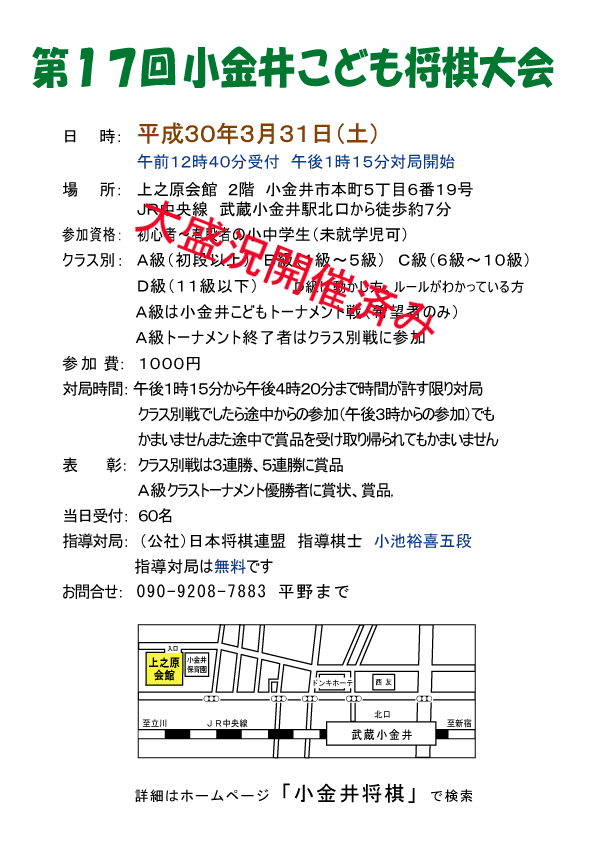 第１７回 小金井こども将棋大会
日　時： 平成３０年３月３１日（土）
午前１２時４０分受付　午後１時１５分対局開始
場　所： 上之原会館　２階　小金井市本町５丁目６番１９号
ＪＲ中央線　武蔵小金井駅北口から徒歩約７分
参加資格： 初心者～有段者の小中学生（未就学児可）
クラス別： Ａ級（初段以上）　Ｂ級（１級～５級）　Ｃ級（６級～１０級）
Ｄ級（１１級以下）　Ｄ級は動かし方、ルールがわかっている方
Ａ級は小金井こどもトーナメント戦（希望者のみ）
Ａ級トーナメント終了者はクラス別戦に参加
大盛況開催済み
参 加 費： １０００円
対局時間： 午後１時１５分から午後４時２０分まで時間が許す限り対局
クラス別戦でしたら途中からの参加（午後３時からの参加）でも
かまいませんまた途中で賞品を受け取り帰られてもかまいません
表　彰： クラス別戦は３連勝、５連勝に賞品
Ａ級クラストーナメント優勝者に賞状、賞品，
当日受付： ６０名
指導対局： （公社）日本将棋連盟　指導棋士　小池裕喜五段
指導対局は無料です
お問合せ： 090-9208-7883　平野まで
入口
上之原
会館
小金井
保育園
ドンキホーテ
西友
北口
至立川
ＪＲ中央線
武蔵小金井
至新宿
詳細はホームページ「小金井将棋」で検索